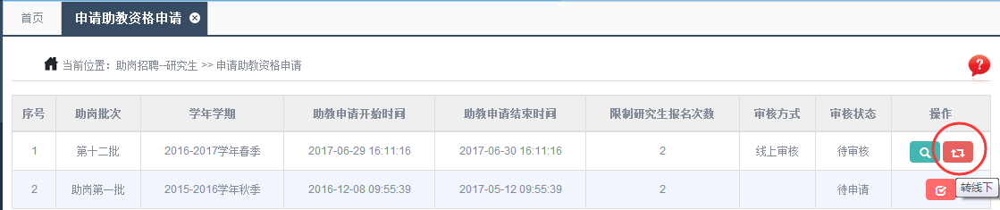 首页 申请助教资格申请
当前位置：助岗招聘--研究生 >> 申请助教资格申请
序号 助岗批次 学年学期 助教申请开始时间 助教申请结束时间 限制研究生报名次数 审核方式 审核状态 操作
1 第十二批 2016-2017学年春季 2017-06-29 16:11:16 2017-06-30 16:11:16 2 线上审核 待审核
2 助岗第一批 2015-2016学年秋季 2016-12-08 09:55:39 2017-05-12 09:55:39 2 待申请
转线下